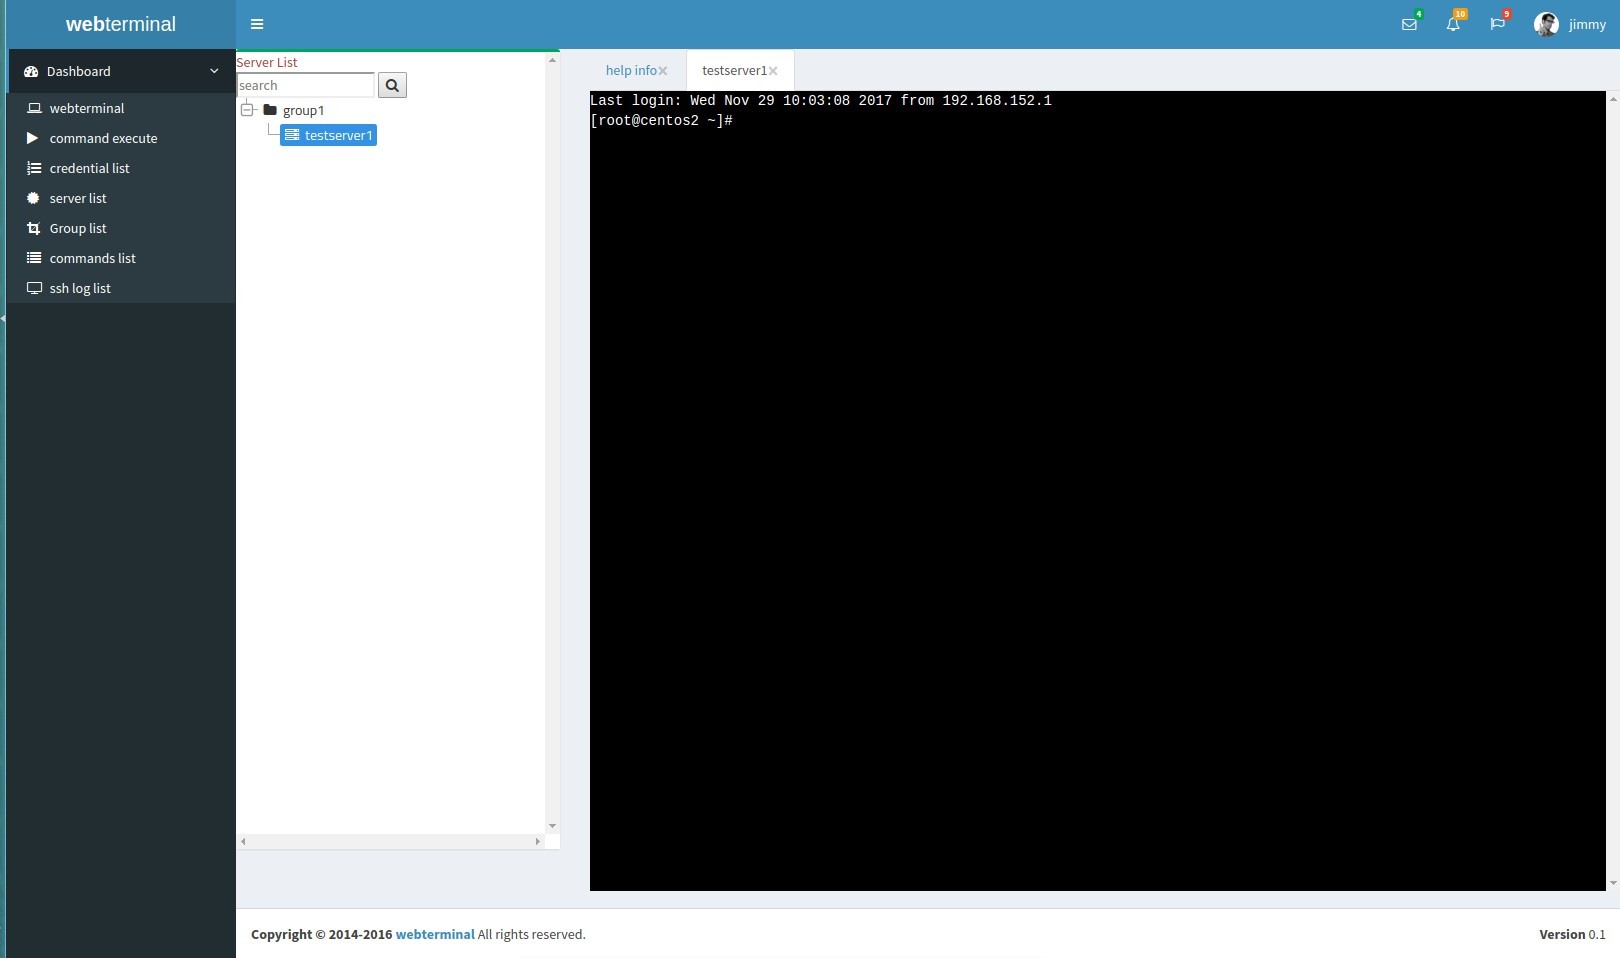 webterminal
4
10
9
jimmy
Dashboard
webterminal
command execute
credential list
server list
Group list
commands list
ssh log list
Server List
search
group1
testserver1
help info
testserver1
Last login: Wed Nov 29 10:03:08 2017 from 192.168.152.1
[root@centos2 ~]#
Copyright © 2014-2016 webterminal All rights reserved.
Version 0.1